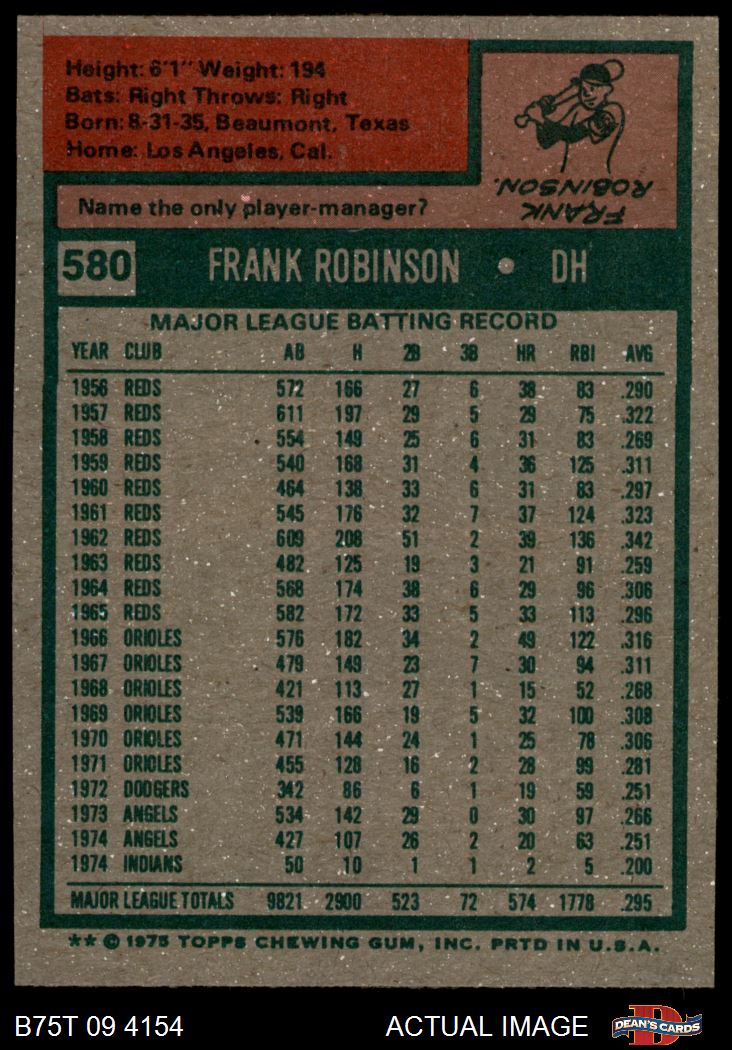 Height: 6'1" Weight: 194
Bats: Right Throws: Right
Born: 8-31-35, Beaumont, Texas
Home: Los Angeles, Cal.
Name the only player-manager?
FRANK
ROBINSON.
580 FRANK ROBINSON • DH
MAJOR LEAGUE BATTING RECORD
YEAR CLUB AB H 2B 3B HR RBI AVG
1956 REDS 572 166 27 6 38 83 .290
1957 REDS 611 197 29 5 29 75 .322
1958 REDS 554 149 25 6 31 83 .269
1959 REDS 540 168 31 4 36 125 .311
1960 REDS 464 138 33 6 31 83 .297
1961 REDS 545 176 32 7 37 124 .323
1962 REDS 609 208 51 2 39 136 .342
1963 REDS 482 125 19 3 21 91 .259
1964 REDS 568 174 38 6 29 96 .306
1965 REDS 582 172 33 5 33 113 .296
1966 ORIOLES 576 182 34 2 49 122 .316
1967 ORIOLES 479 149 23 7 30 94 .311
1968 ORIOLES 421 113 27 1 15 52 .268
1969 ORIOLES 539 166 19 5 32 100 .308
1970 ORIOLES 471 144 24 1 25 78 .306
1971 ORIOLES 455 128 16 2 28 99 .281
1972 DODGERS 342 86 6 1 19 59 .251
1973 ANGELS 534 142 29 0 30 97 .266
1974 ANGELS 427 107 26 2 20 63 .251
1974 INDIANS 50 10 1 1 2 5 .200
MAJOR LEAGUE TOTALS 9821 2900 523 72 574 1778 .295
** © 1975 TOPPS CHEWING GUM, INC. PRTD IN U.S.A.
B75T 09 4154 ACTUAL IMAGE D DEAN'S CARDS